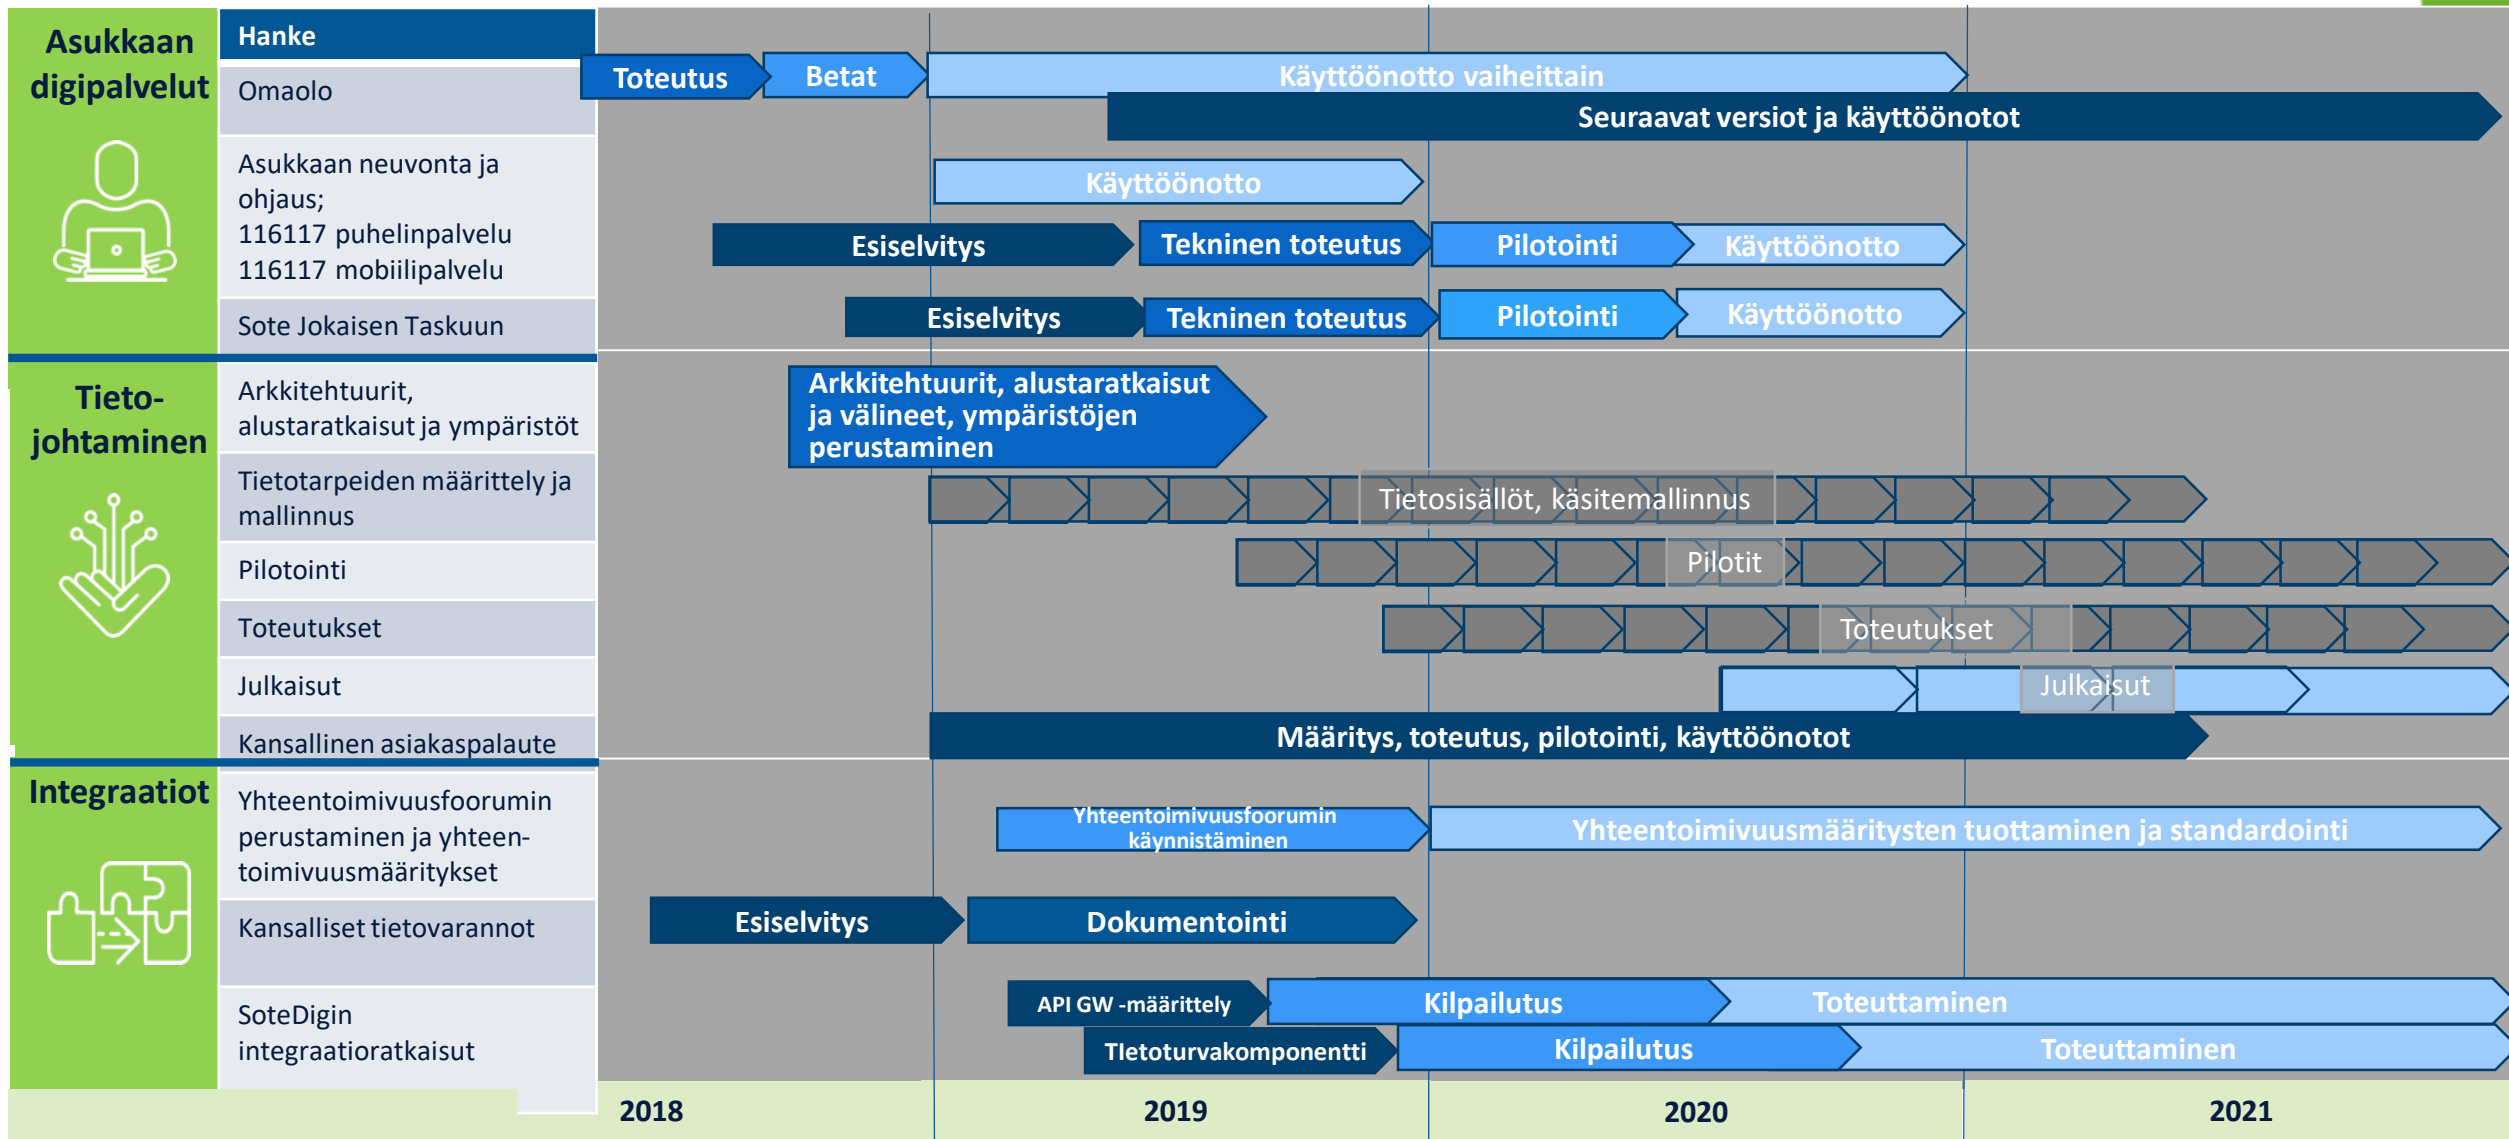 Asukkaan
digipalvelut
Hanke
Omaolo
Toteutus
Betat
Käyttöönotto vaiheittain
Seuraavat versiot ja käyttöönotot
Asukkaan neuvonta ja
ohjaus;
116117 puhelinpalvelu
116117 mobiilipalvelu
Käyttöönotto
Esiselvitys
Tekninen toteutus
Pilotointi
Käyttöönotto
Sote Jokaisen Taskuun
Esiselvitys
Tekninen toteutus
Pilotointi
Käyttöönotto
Tieto-
johtaminen
Arkkitehtuurit,
alustaratkaisut ja ympäristöt
Arkkitehtuurit, alustaratkaisut
ja välineet, ympäristöjen
perustaminen
Tietotarpeiden määrittely ja
mallinnus
Tietosisällöt, käsitemallinnus
Pilotointi
Pilotit
Toteutukset
Toteutukset
Julkaisut
Julkaisut
Kansallinen asiakaspalaute
Määritys, toteutus, pilotointi, käyttöönotot
Integraatiot
Yhteentoimivuusfoorumin
perustaminen ja yhteen-
toimivuusmääritykset
Yhteentoimivuusfoorumin
käynnistäminen
Yhteentoimivuusmääritysten tuottaminen ja standardointi
Kansalliset tietovarannot
Esiselvitys
Dokumentointi
SoteDigin
integraatioratkaisut
API GW -määrittely
Kilpailutus
Toteuttaminen
TIetoturvakomponentti
Kilpailutus
Toteuttaminen
2018
2019
2020
2021